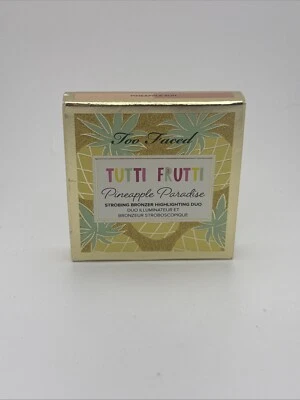 Too Faced
TUTTI FRUTTI
Pineapple Paradise
STROBING BRONZER HIGHLIGHTING DUO
DUO ILLUMINATEUR ET
BRONZEUR STROBOSCOPIQUE